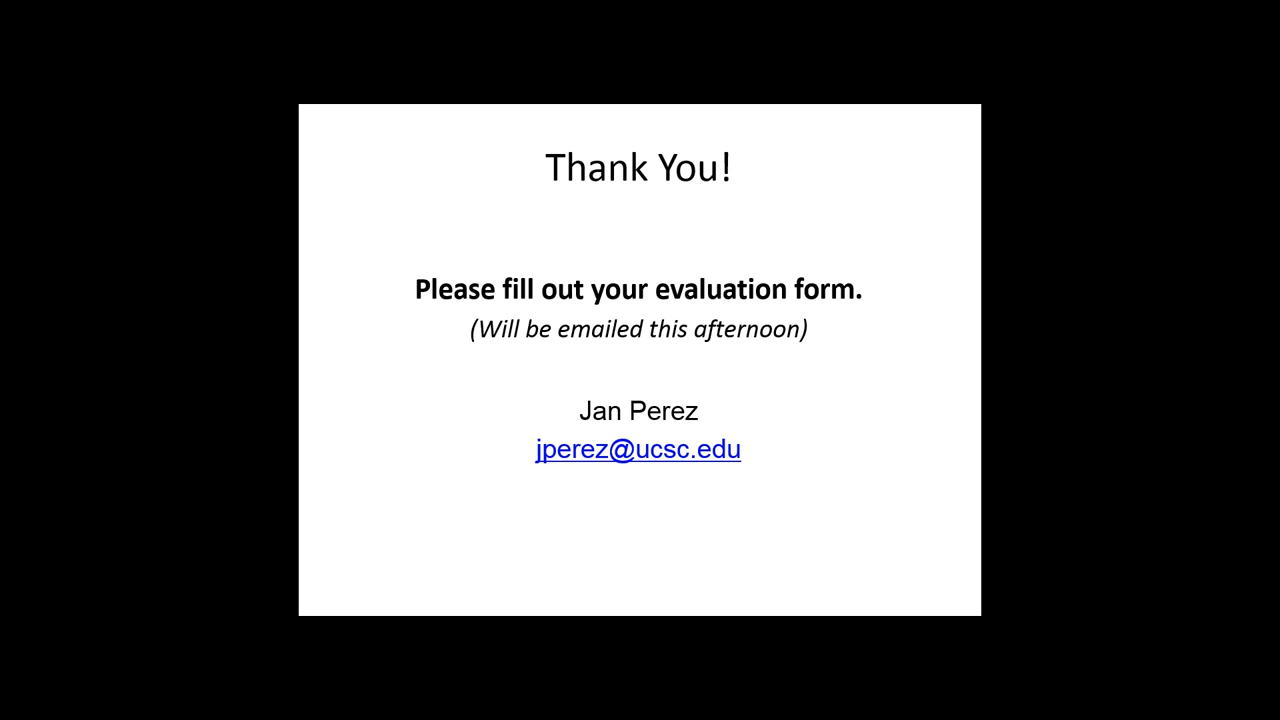 Thank You!
Please fill out your evaluation form.
(Will be emailed this afternoon)
Jan Perez
jperez@ucsc.edu